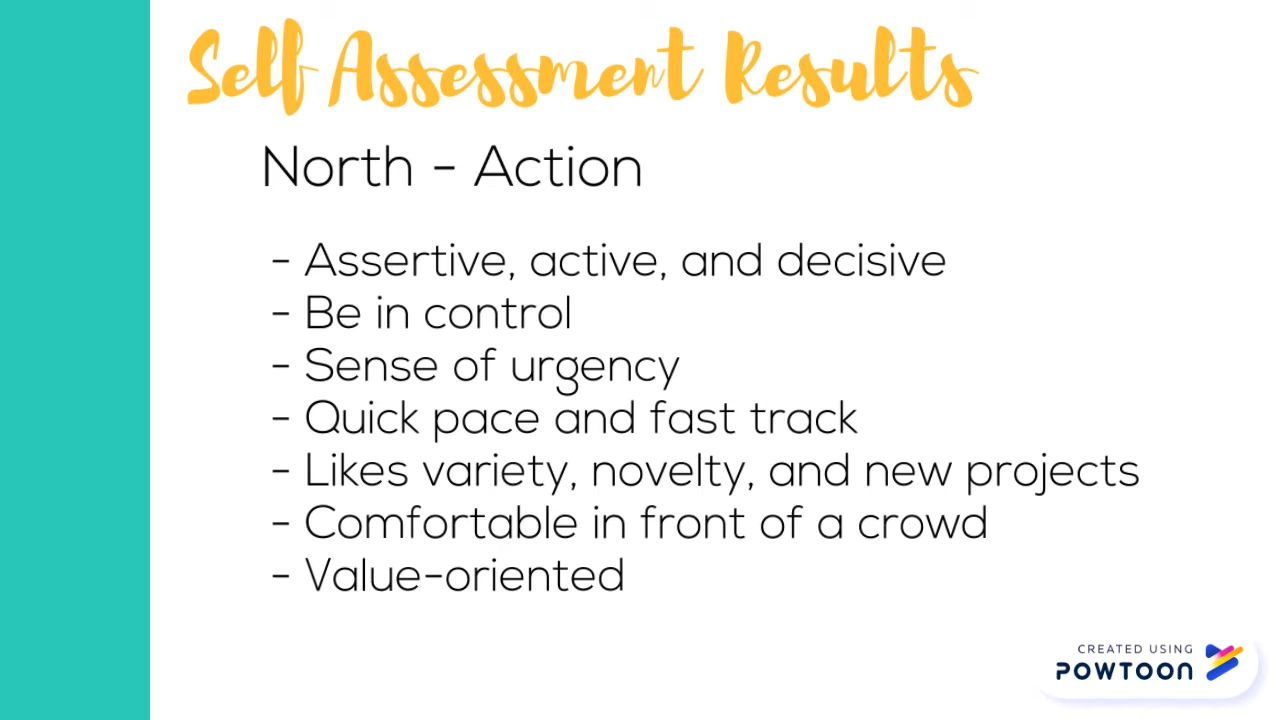 Self Assessment Results
North - Action
- Assertive, active, and decisive
- Be in control
- Sense of urgency
- Quick pace and fast track
- Likes variety, novelty, and new projects
- Comfortable in front of a crowd
- Value-oriented
CREATED USING
POWTOON